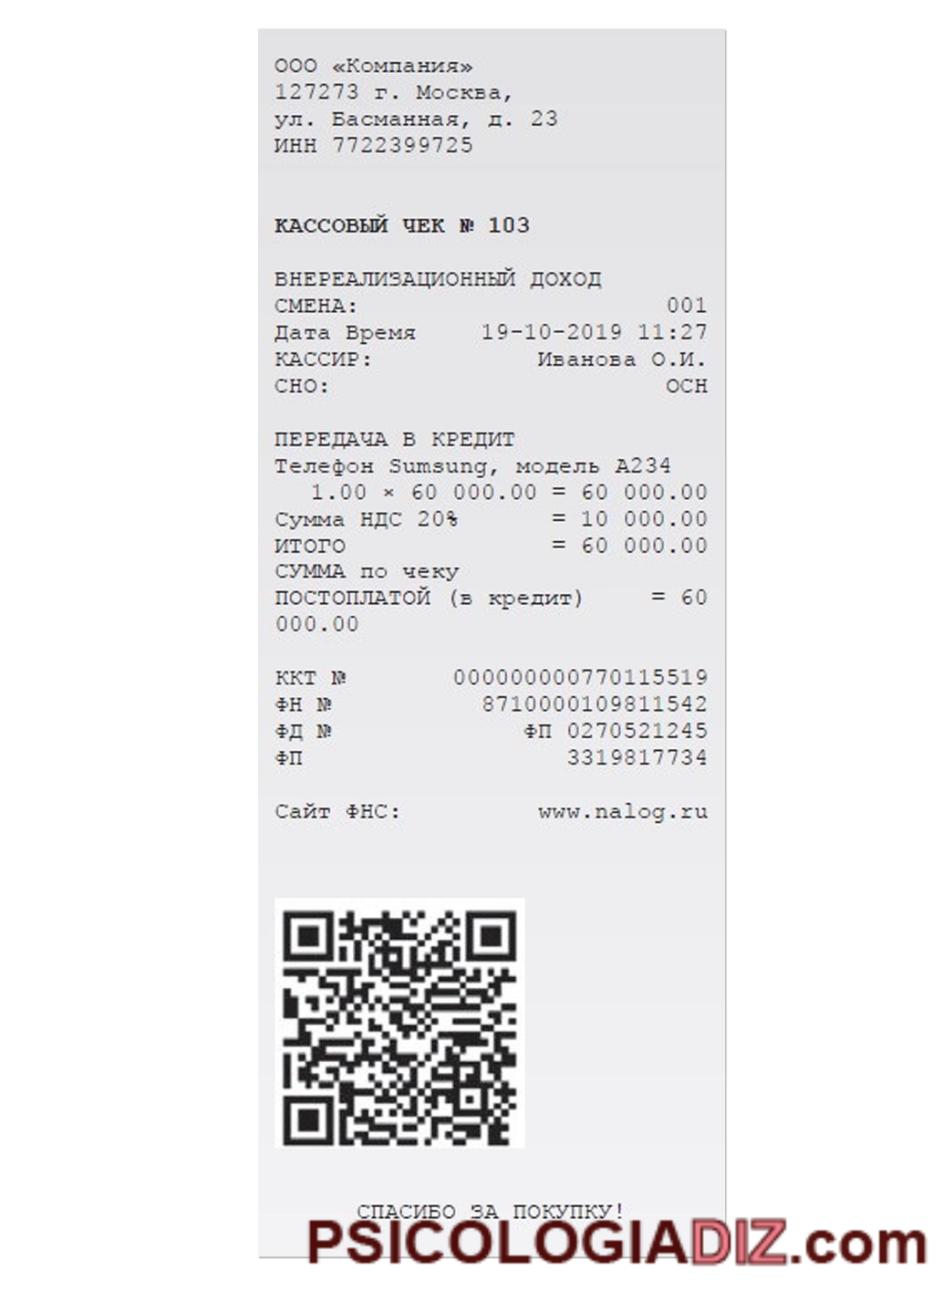 ООО «Компания»
127273 г. Москва,
ул. Басманная, д. 23
ИНН 7722399725
КАССОВЫЙ ЧЕК № 103
ВНЕРЕАЛИЗАЦИОННЫЙ ДОХОД
СМЕНА: 001
Дата Время 19-10-2019 11:27
КАССИР: Иванова О.И.
СНО: ОСН
ПЕРЕДАЧА В КРЕДИТ
Телефон Sumsung, модель А234
1.00 × 60 000.00 = 60 000.00
Сумма НДС 20% = 10 000.00
ИТОГО = 60 000.00
СУММА по чеку
ПОСТОПЛАТОЙ (в кредит) = 60
000.00
ККТ № 000000000770115519
ФН № 8710000109811542
ФД № ФП 0270521245
ФП 3319817734
Сайт ФНС: www.nalog.ru
СПАСИБО ЗА ПОКУПКУ!
PSICOLOGIADIZ.com